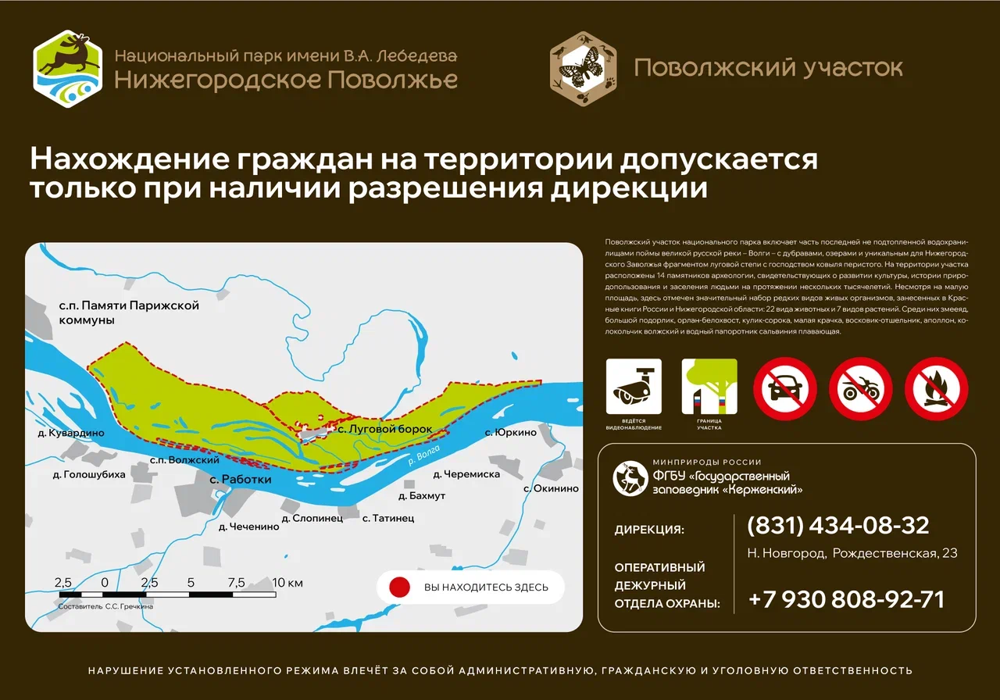 Национальный парк имени В.А. Лебедева
Нижегородское Поволжье
Поволжский участок
Нахождение граждан на территории допускается
только при наличии разрешения дирекции
с.п. Памяти Парижской
коммуны
д. Кувардино
с. Луговой борок
с. Юркино
с.п. Волжский
р. Волга
д. Голошубиха
с. Работки
д. Черемиска
с. Окинино
д. Бахмут
д. Слопинец
с. Татинец
д. Чеченино
2,5 0 2,5 5 7,5 10 км
Составитель С.С. Гречкина
ВЫ НАХОДИТЕСЬ ЗДЕСЬ
Поволжский участок национального парка включает часть последней не подтопленной водохрани-
лищами поймы великой русской реки – Волги – с дубравами, озерами и уникальным для Нижегород-
ского Заволжья фрагментом луговой степи с господством ковыля перистого. На территории участка
расположены 14 памятников археологии, свидетельствующих о развитии культуры, истории приро-
допользования и заселения людьми на протяжении нескольких тысячелетий. Несмотря на малую
площадь, здесь отмечен значительный набор редких видов живых организмов, занесенных в Крас-
ные книги России и Нижегородской области: 22 вида животных и 7 видов растений. Среди них змееяд,
большой подорлик, орлан-белохвост, кулик-сорока, малая крачка, восковик-отшельник, аполлон, ко-
локольчик волжский и водный папоротник сальвиния плавающая.
ВЕДЁТСЯ
ВИДЕОНАБЛЮДЕНИЕ
ГРАНИЦА
УЧАСТКА
МИНПРИРОДЫ РОССИИ
ФГБУ «Государственный
заповедник «Керженский»
ДИРЕКЦИЯ:
(831) 434-08-32
Н. Новгород, Рождественская, 23
ОПЕРАТИВНЫЙ
ДЕЖУРНЫЙ
ОТДЕЛА ОХРАНЫ:
+7 930 808-92-71
НАРУШЕНИЕ УСТАНОВЛЕННОГО РЕЖИМА ВЛЕЧЁТ ЗА СОБОЙ АДМИНИСТРАТИВНУЮ, ГРАЖДАНСКУЮ И УГОЛОВНУЮ ОТВЕТСТВЕННОСТЬ